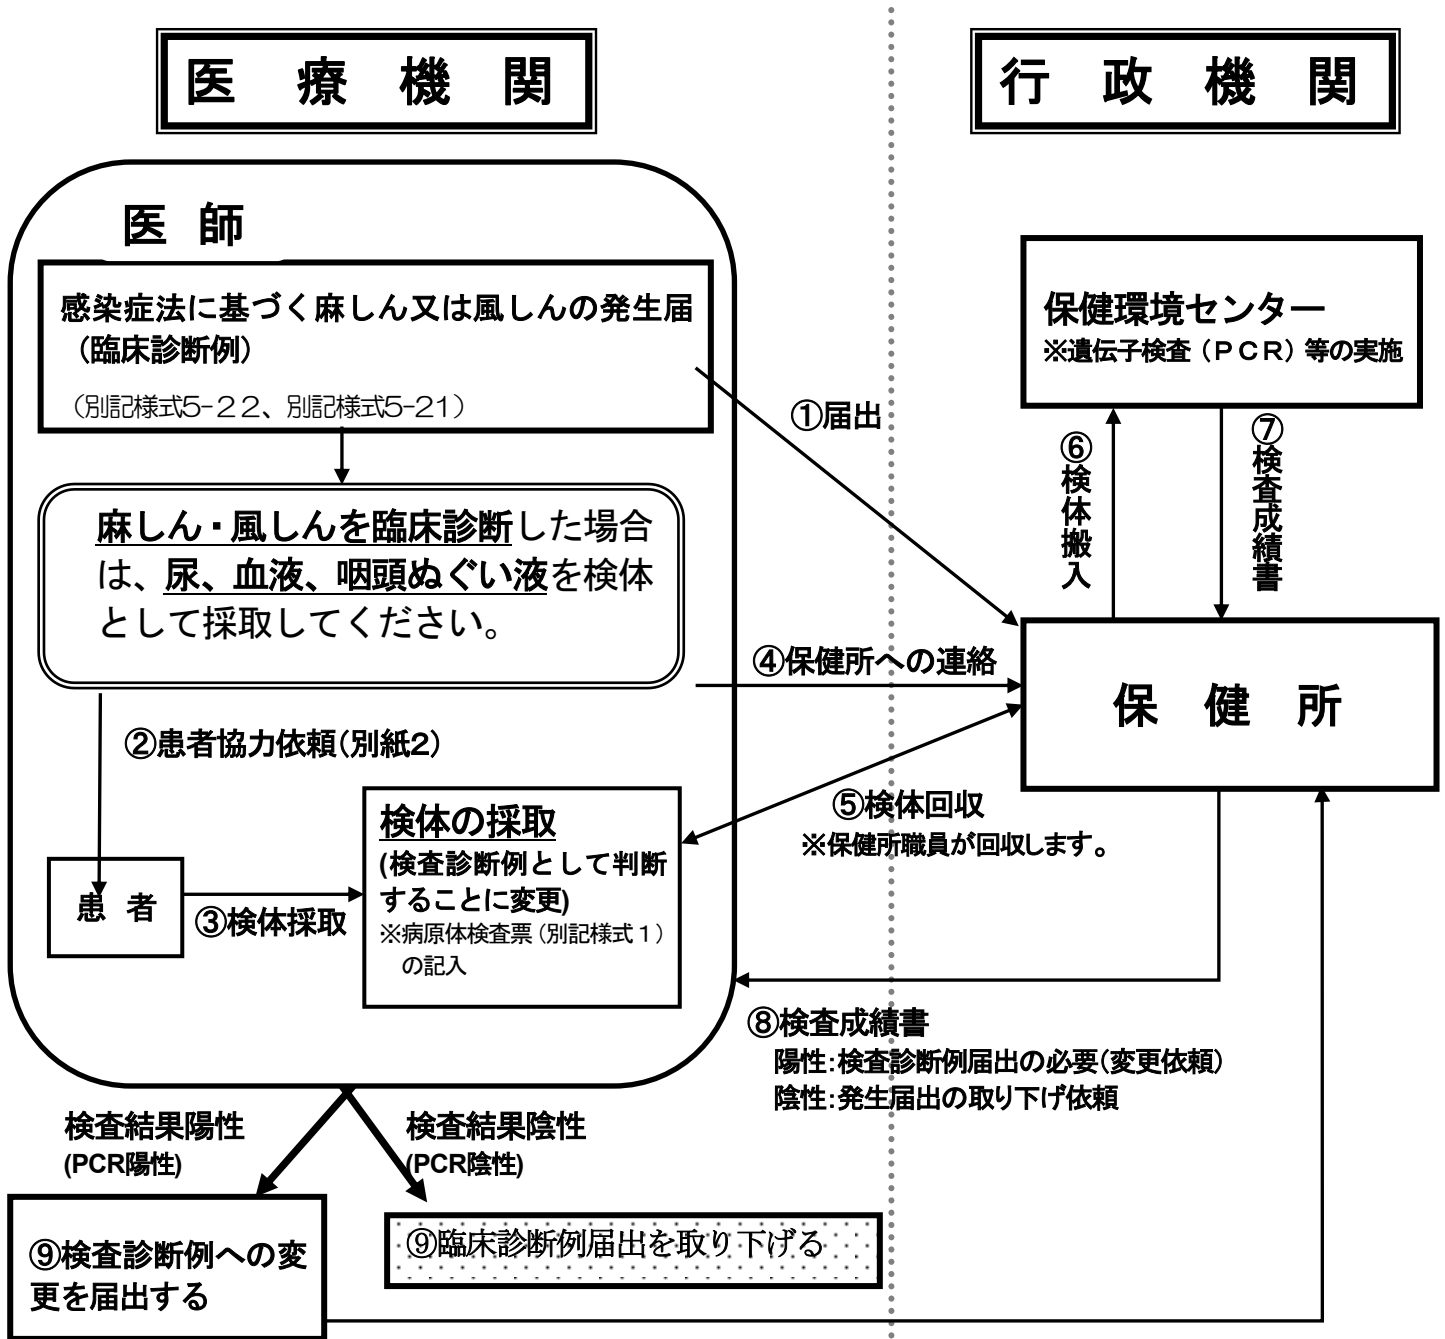 医 療 機 関
行 政 機 関
医 師
感染症法に基づく麻しん又は風しんの発生届
(臨床診断例)
（別記様式5-２２、別記様式5-21）
麻しん・風しんを臨床診断した場合
は、尿、血液、咽頭ぬぐい液を検体
として採取してください。
②患者協力依頼(別紙2)
患 者
③検体採取
検体の採取
(検査診断例として判断
することに変更)
※病原体検査票（別記様式１）
の記入
①届出
④保健所への連絡
⑤検体回収
※保健所職員が回収します。
保健環境センター
※遺伝子検査（ＰＣＲ）等の実施
⑥検体搬入
⑦検査成績書
保 健 所
⑧検査成績書
陽性：検査診断例届出の必要(変更依頼)
陰性：発生届出の取り下げ依頼
検査結果陽性
(PCR陽性)
検査結果陰性
(PCR陰性)
⑨検査診断例への変
更を届出する
⑨臨床診断例届出を取り下げる